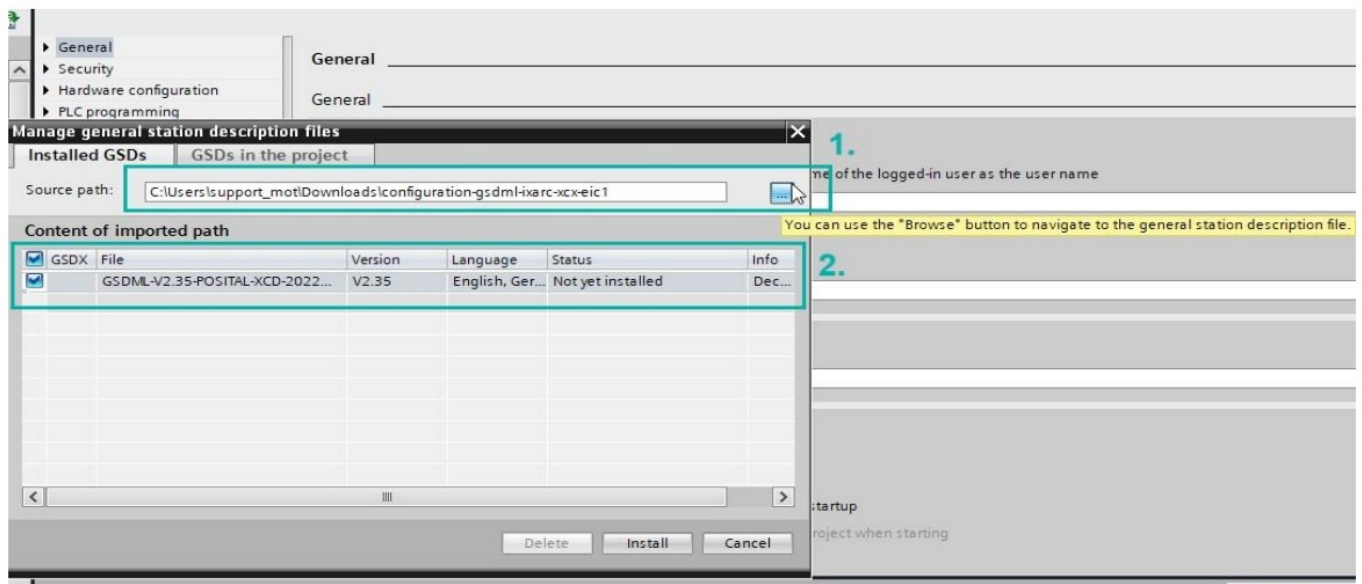 General
Security
Hardware configuration
PLC programming
General
General
Manage general station description files
Installed GSDs
GSDs in the project
1.
me of the logged-in user as the user name
Source path:
C:\Users\support_mot\Downloads\configuration-gsdml-ixarc-xcx-eic1
...
You can use the "Browse" button to navigate to the general station description file.
Content of imported path
GSDX File Version Language Status Info
2.
GSDML-V2.35-POSITAL-XCD-2022... V2.35 English, Ger... Not yet installed Dec...
startup
roject when starting
Delete Install Cancel